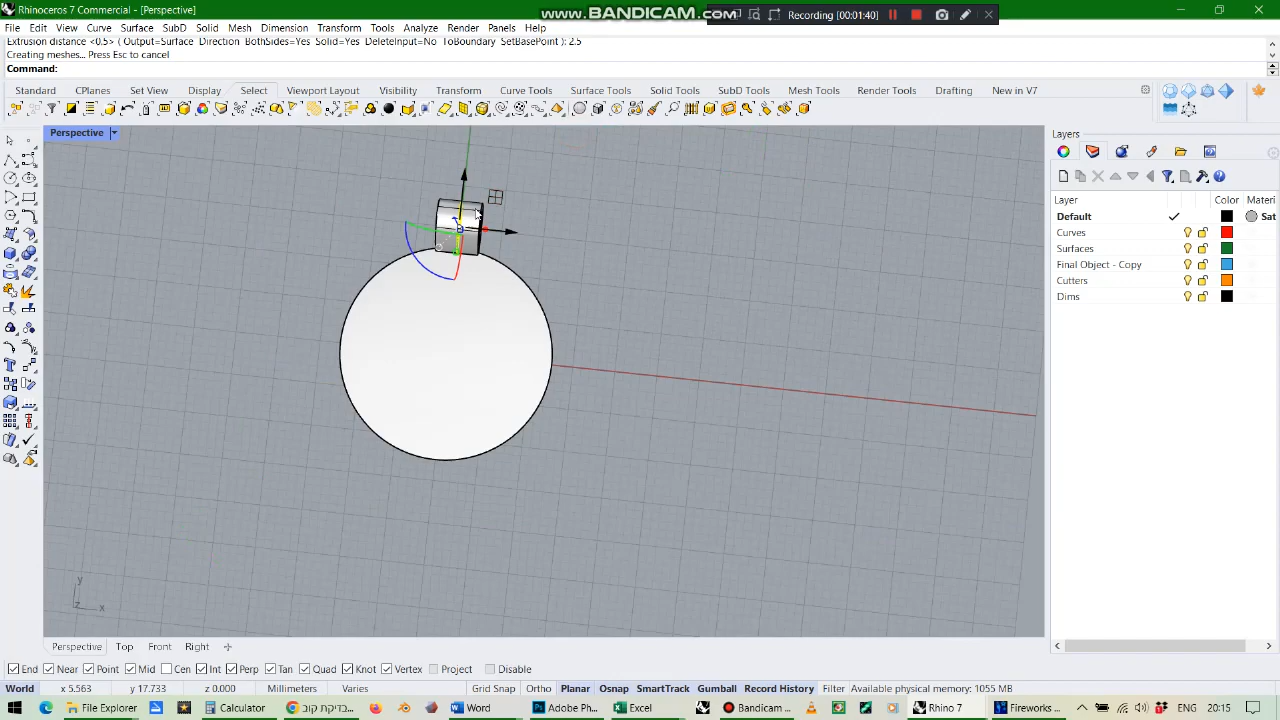 Rhinoceros 7 Commercial - [Perspective]
www.BANDICAM.com
Recording [00:01:40]
File Edit View Curve Surface SubD Solid Mesh Dimension Transform Tools Analyze Render Panels Help
Extrusion distance <0.5> ( Output=Surface Direction BothSides=Yes Solid=Yes DeleteInput=No ToBoundary SetBasePoint ): 2.5
Creating meshes... Press Esc to cancel
Command:
Standard CPlanes Set View Display Select Viewport Layout Visibility Transform Curve Tools Surface Tools Solid Tools SubD Tools Mesh Tools Render Tools Drafting New in V7
Perspective
Layers
Layer Color Materi
Default Sat
Curves
Surfaces
Final Object - Copy
Cutters
Dims
y
z x
Perspective Top Front Right
End Near Point Mid Cen Int Perp Tan Quad Knot Vertex Project Disable
World x 5.563 y 17.733 z 0.000 Millimeters Varies Grid Snap Ortho Planar Osnap SmartTrack Gumball Record History Filter Available physical memory: 1055 MB
File Explorer Calculator בדיקת קוב Word Adobe Ph... Excel Bandicam ... Rhino 7 Fireworks ... ENG 20:15